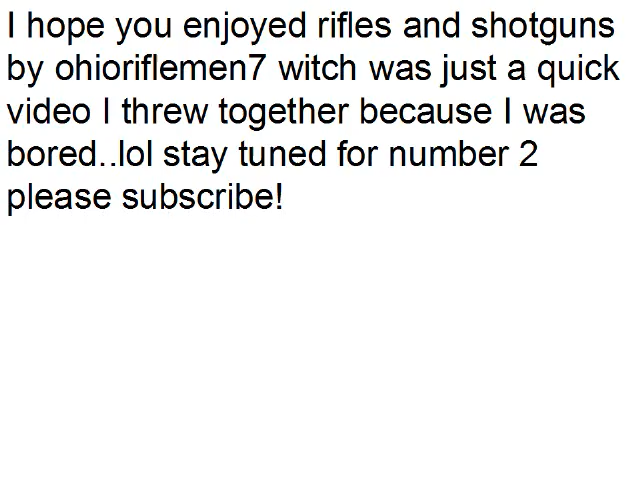 I hope you enjoyed rifles and shotguns
by ohioriflemen7 witch was just a quick
video I threw together because I was
bored..lol stay tuned for number 2
please subscribe!